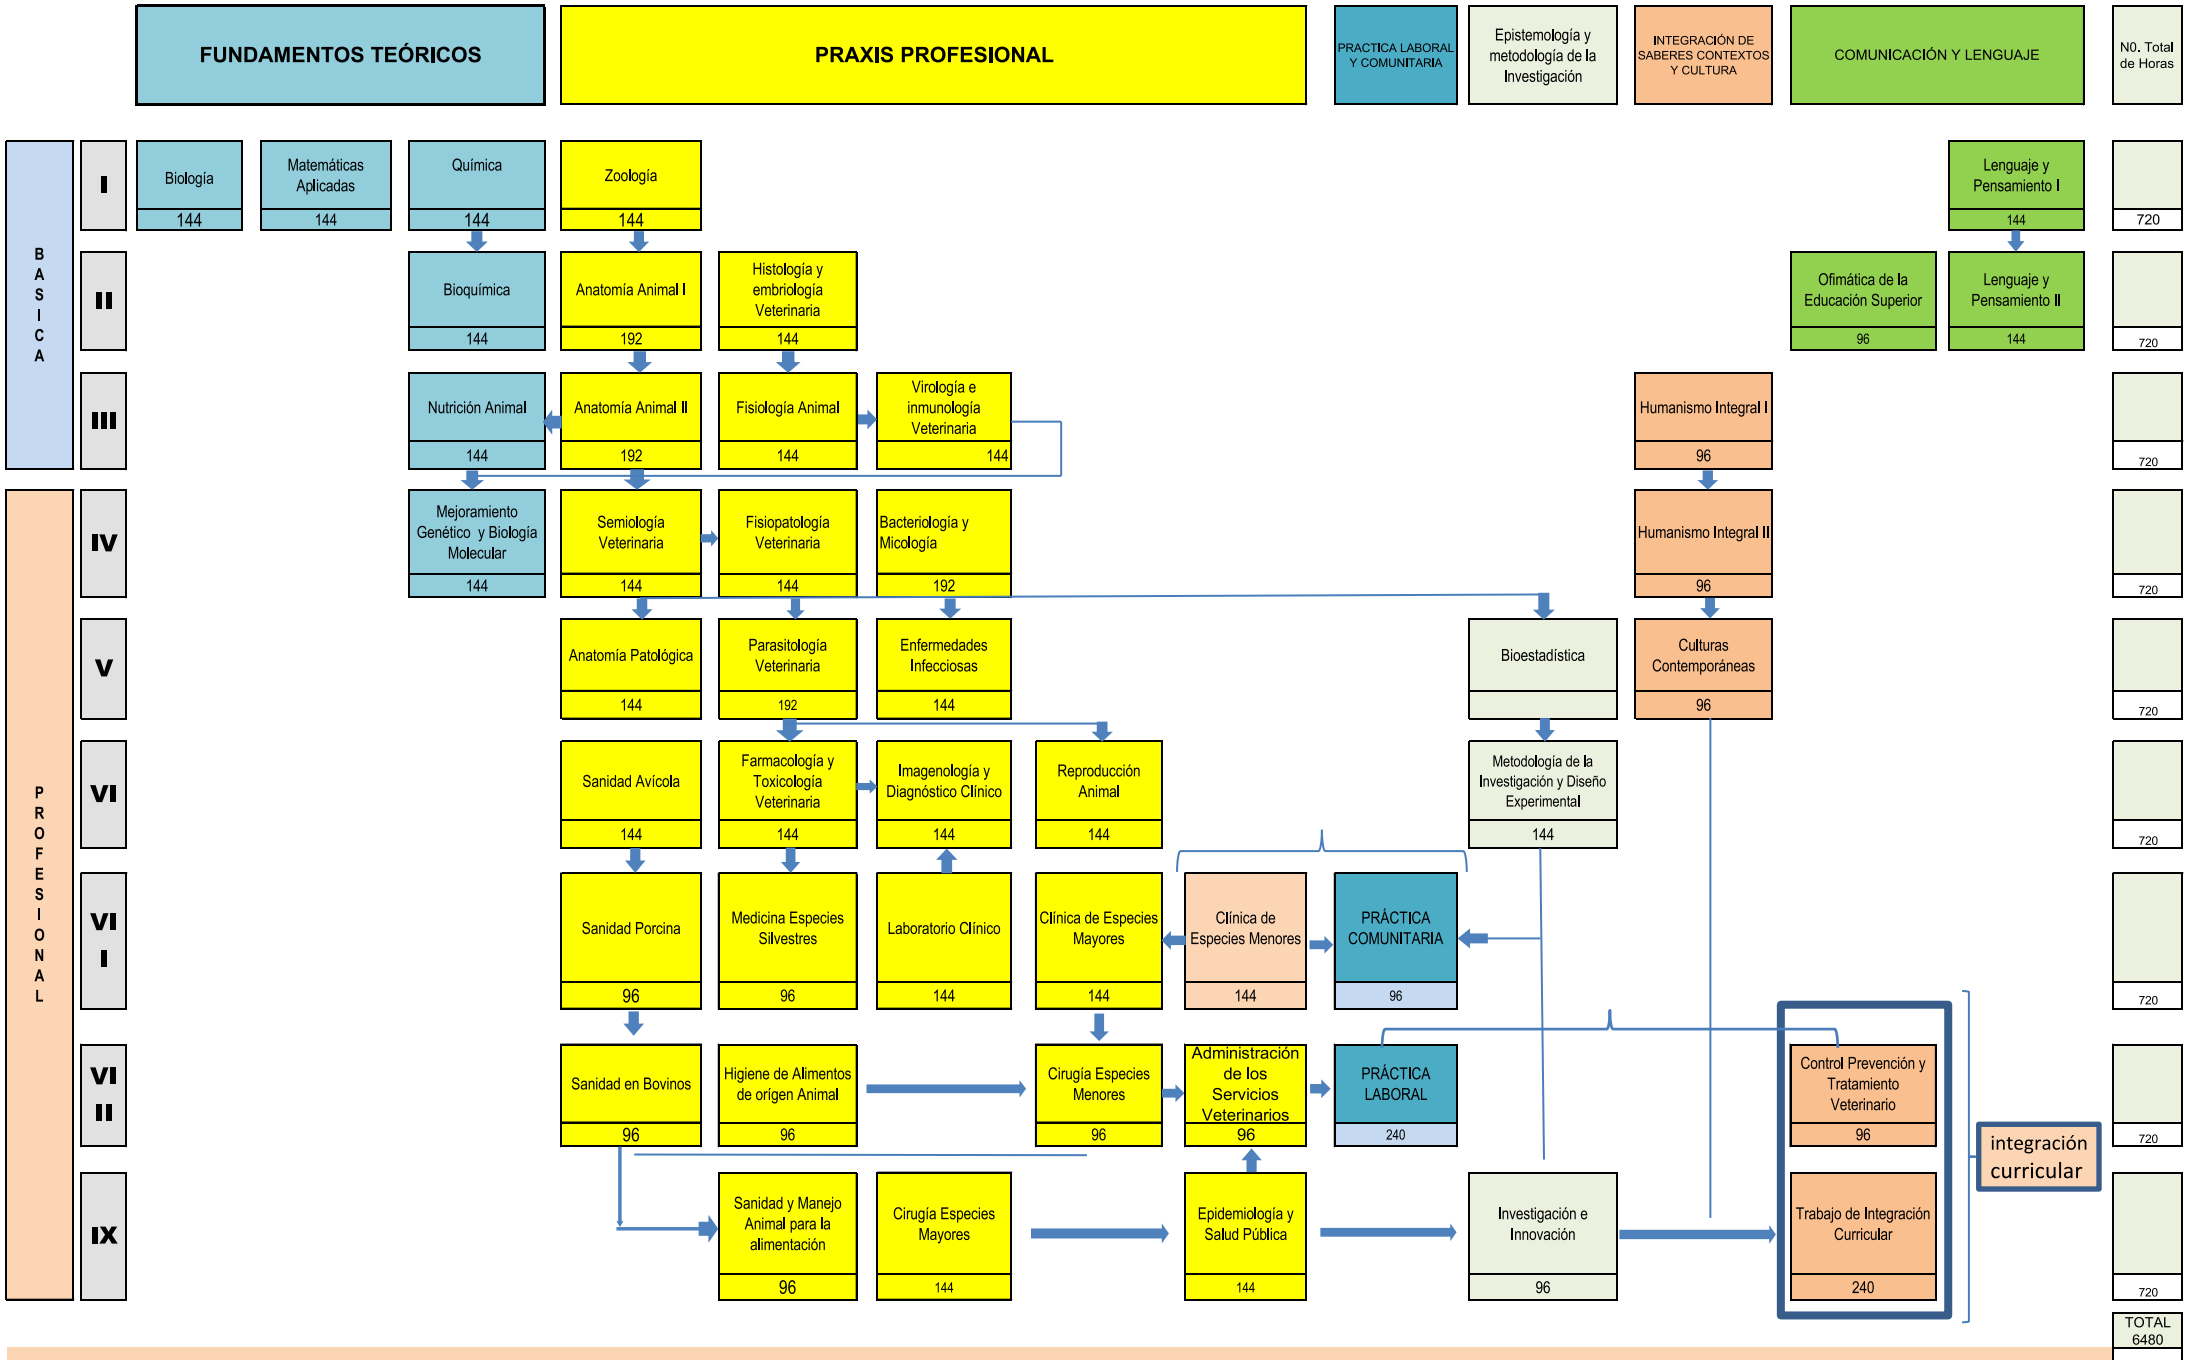 FUNDAMENTOS TEÓRICOS
PRAXIS PROFESIONAL
PRACTICA LABORAL
Y COMUNITARIA
Epistemología y
metodología de la
Investigación
INTEGRACIÓN DE
SABERES CONTEXTOS
Y CULTURA
COMUNICACIÓN Y LENGUAJE
N0. Total
de Horas
B
A
S
I
C
A
I
Biología
144
Matemáticas
Aplicadas
144
Química
144
Zoología
144
Lenguaje y
Pensamiento I
144
720
II
Bioquímica
144
Anatomía Animal I
192
Histología y
embriología
Veterinaria
144
Ofimática de la
Educación Superior
96
Lenguaje y
Pensamiento II
144
720
III
Nutrición Animal
144
Anatomía Animal II
192
Fisiología Animal
144
Virología e
inmunología
Veterinaria
144
Humanismo Integral I
96
720
P
R
O
F
E
S
I
O
N
A
L
IV
Mejoramiento
Genético y Biología
Molecular
144
Semiología
Veterinaria
144
Fisiopatología
Veterinaria
144
Bacteriología y
Micología
192
Humanismo Integral II
96
720
V
Anatomía Patológica
144
Parasitología
Veterinaria
192
Enfermedades
Infecciosas
144
Bioestadística
Culturas
Contemporáneas
96
720
VI
Sanidad Avícola
144
Farmacología y
Toxicología
Veterinaria
144
Imagenología y
Diagnóstico Clínico
144
Reproducción
Animal
144
Metodología de la
Investigación y Diseño
Experimental
144
720
VI
I
Sanidad Porcina
96
Medicina Especies
Silvestres
96
Laboratorio Clínico
144
Clínica de Especies
Mayores
144
Clínica de
Especies Menores
144
PRÁCTICA
COMUNITARIA
96
720
VI
II
Sanidad en Bovinos
96
Higiene de Alimentos
de orígen Animal
96
Cirugía Especies
Menores
96
Administración
de los
Servicios
Veterinarios
96
PRÁCTICA
LABORAL
240
Control Prevención y
Tratamiento
Veterinario
96
720
integración
curricular
IX
Sanidad y Manejo
Animal para la
alimentación
96
Cirugía Especies
Mayores
144
Epidemiología y
Salud Pública
144
Investigación e
Innovación
96
Trabajo de Integración
Curricular
240
720
TOTAL
6480